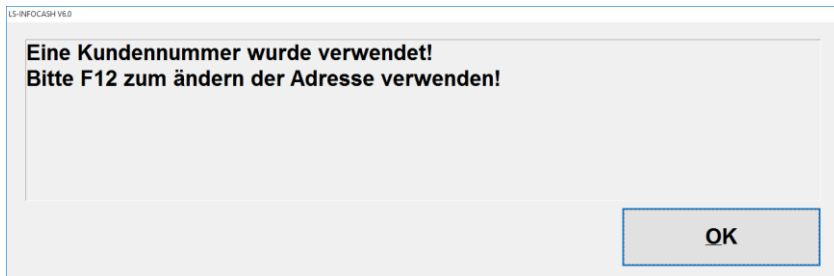 LS-INFOCASH V6.0
Eine Kundennummer wurde verwendet!
Bitte F12 zum ändern der Adresse verwenden!
OK